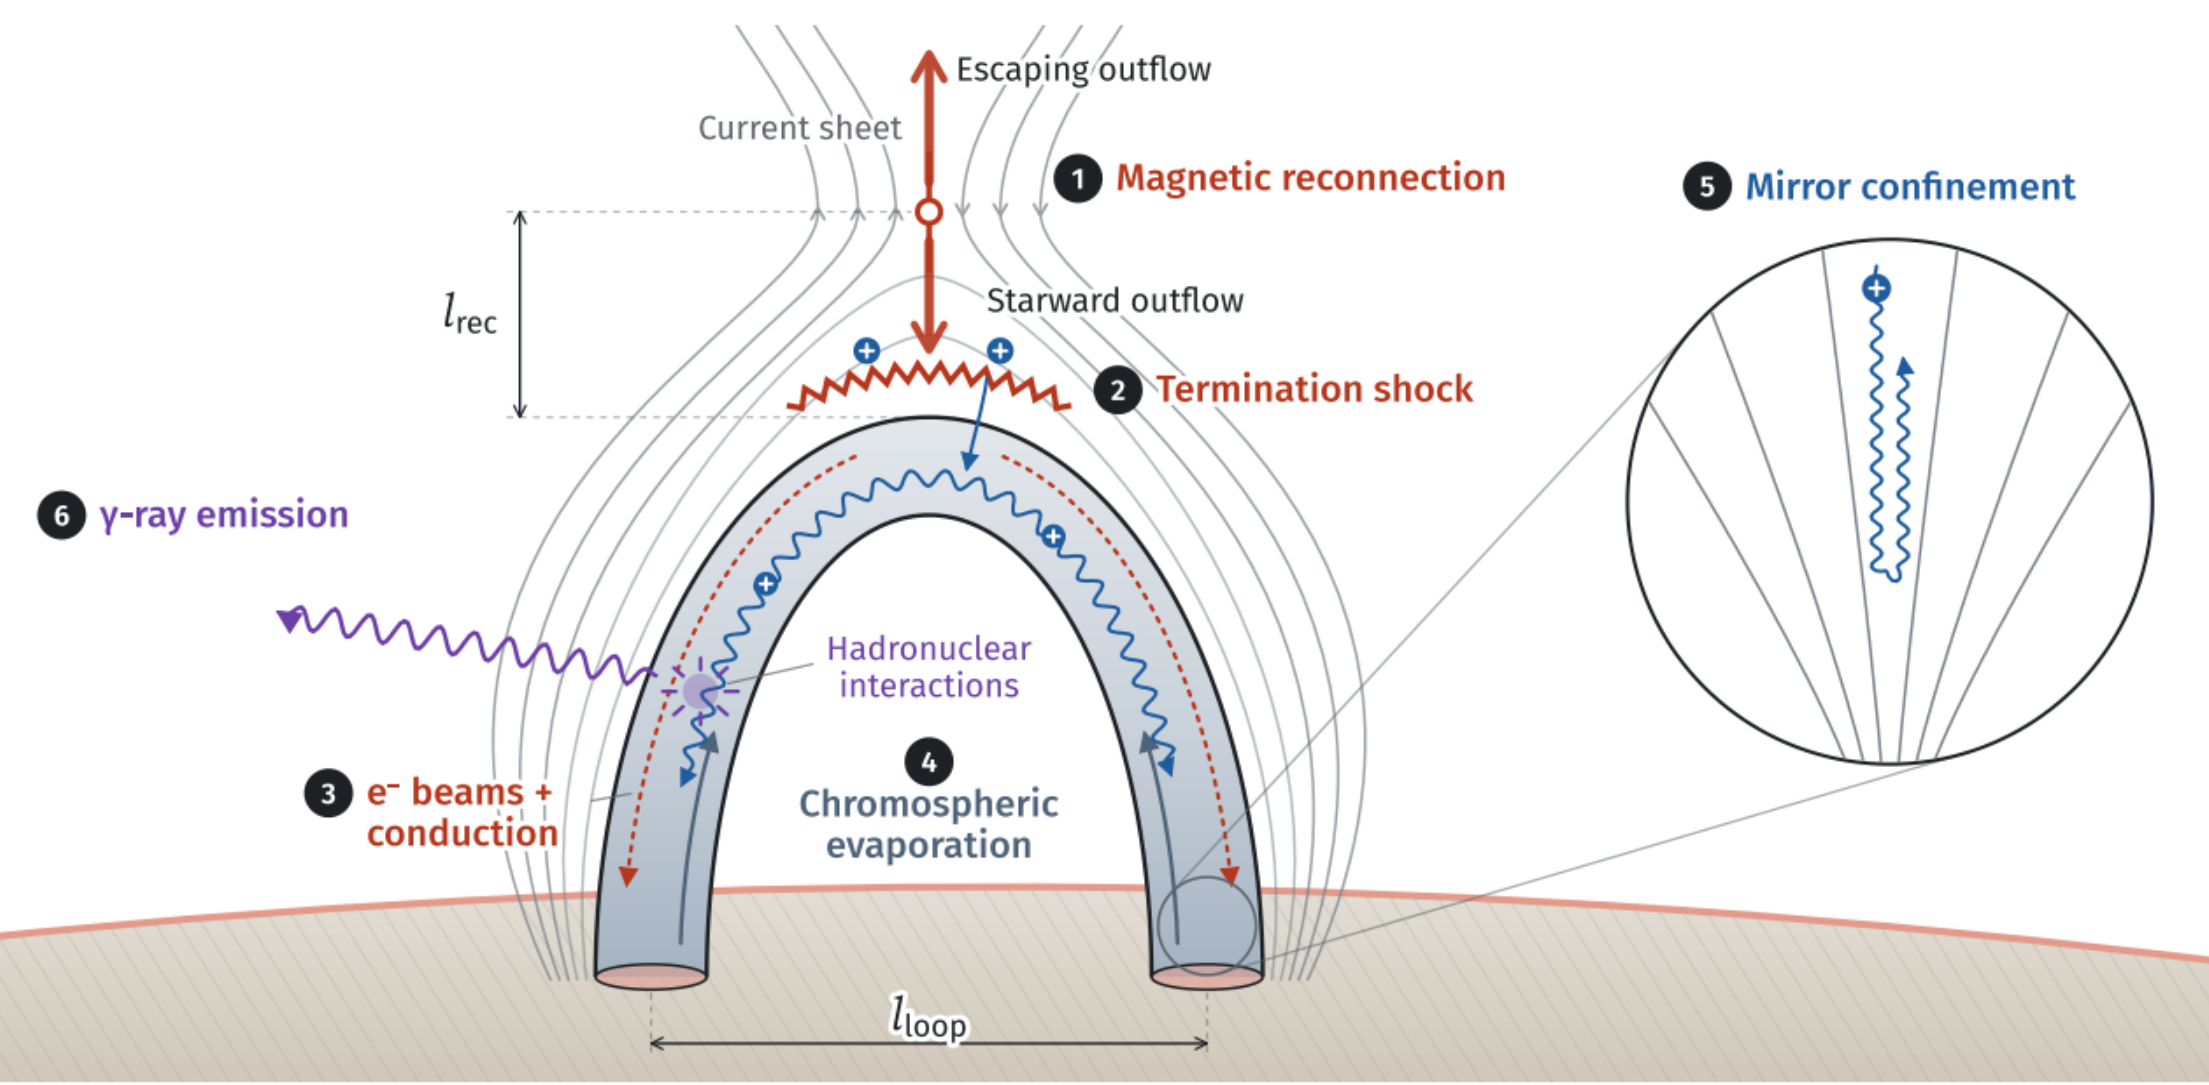 Escaping outflow
Current sheet
1 Magnetic reconnection
5 Mirror confinement
l_rec
Starward outflow
+ +
2 Termination shock
+
6 γ-ray emission
+
+
Hadronuclear
interactions
3 e⁻ beams +
conduction
4
Chromospheric
evaporation
l_loop